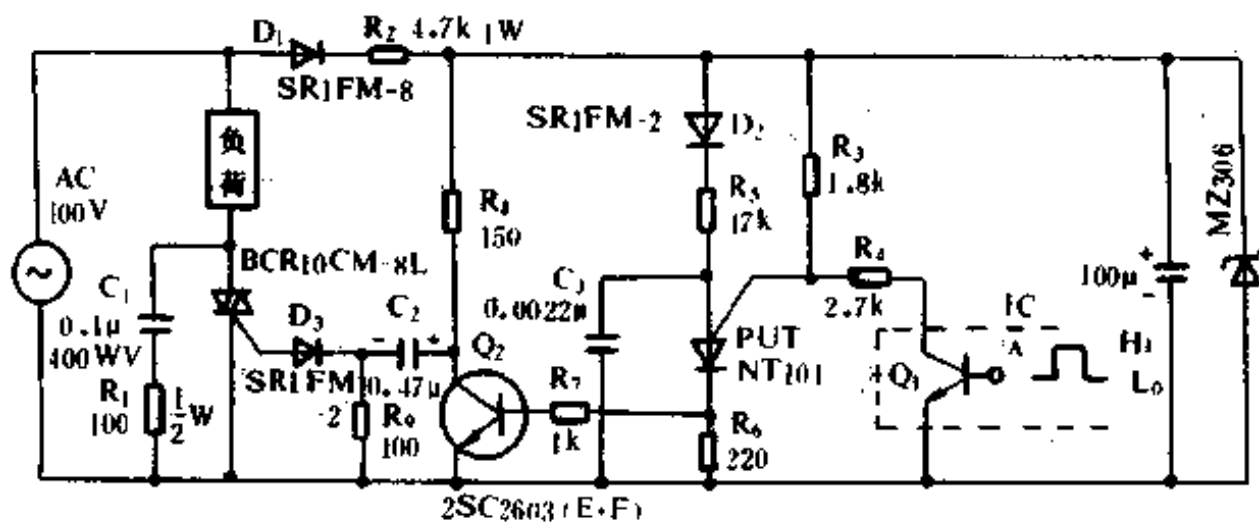 D₁
R₂ 4.7k 1W
SR1FM-8
负
荷
AC
100V
BCR10CM-8L
C₁
0.1μ
400WV
R₁
100
1/2 W
D₃
SR1FM
-2
C₂
- +
0.47μ
R₉
100
150
Q₂
2SC2603(E·F)
SR1FM-2
D₂
R₅
17k
C₃
0.0022μ
R₇
1k
PUT
NT101
R₆
220
R₃
1.8k
R₄
2.7k
IC
A
Q₁
Hi
Lo
100μ
+
-
MZ306